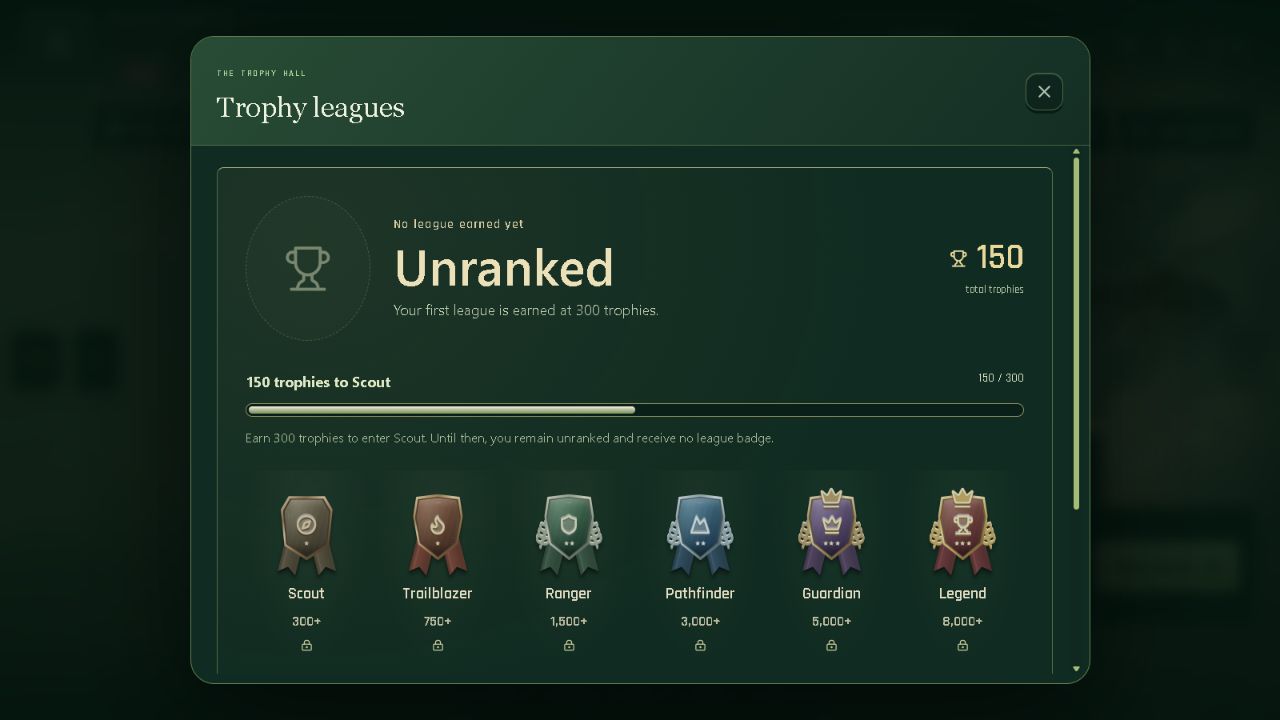 THE TROPHY HALL
Trophy leagues
No league earned yet
Unranked
Your first league is earned at 300 trophies.
150
total trophies
150 trophies to Scout
150 / 300
Earn 300 trophies to enter Scout. Until then, you remain unranked and receive no league badge.
Scout
Trailblazer
Ranger
Pathfinder
Guardian
Legend
300+
750+
1,500+
3,000+
5,000+
8,000+